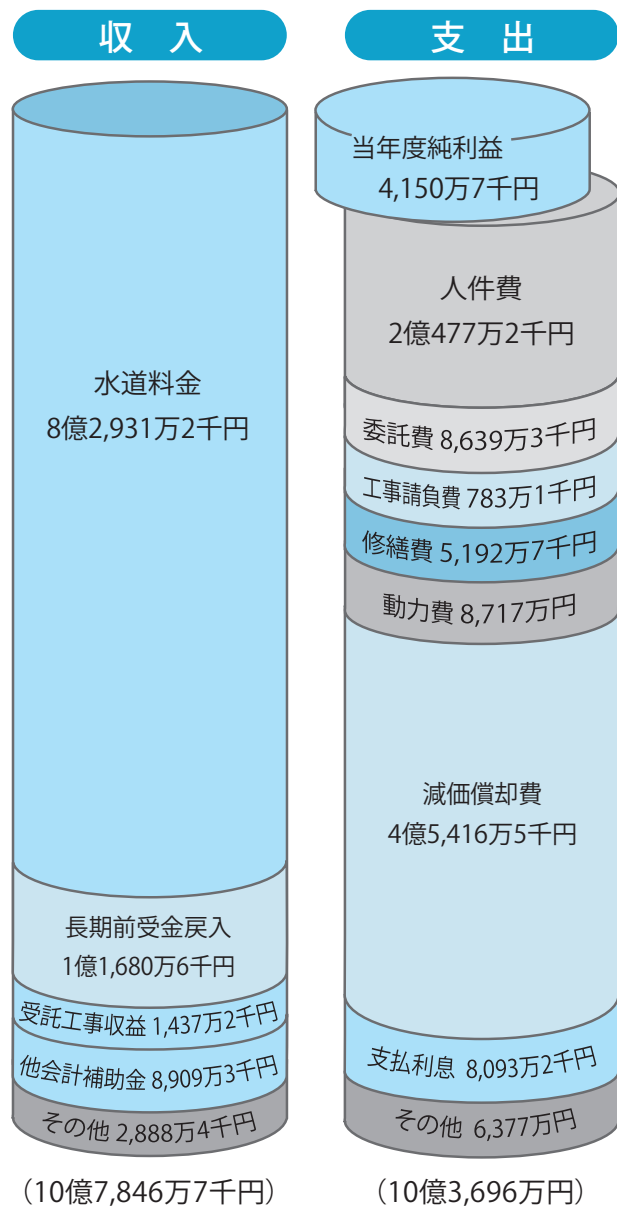 収入
水道料金
8億2,931万2千円
長期前受金戻入
1億1,680万6千円
受託工事収益 1,437万2千円
他会計補助金 8,909万3千円
その他 2,888万4千円
（10億7,846万7千円）
支出
当年度純利益
4,150万7千円
人件費
2億477万2千円
委託費 8,639万3千円
工事請負費 783万1千円
修繕費 5,192万7千円
動力費 8,717万円
減価償却費
4億5,416万5千円
支払利息 8,093万2千円
その他 6,377万円
（10億3,696万円）